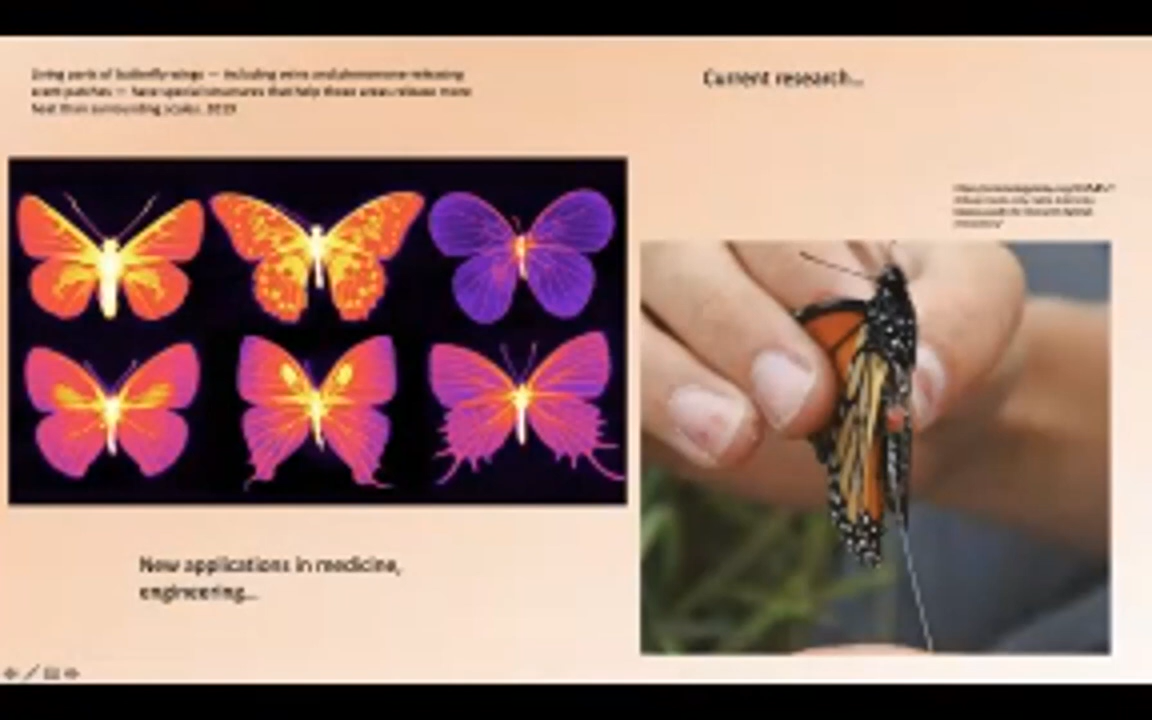 Living parts of butterfly wings — including veins and pheromone-releasing
scent patches — have special structures that help those areas release more
heat than surrounding scales. 2019
Current research…
New applications in medicine,
engineering…